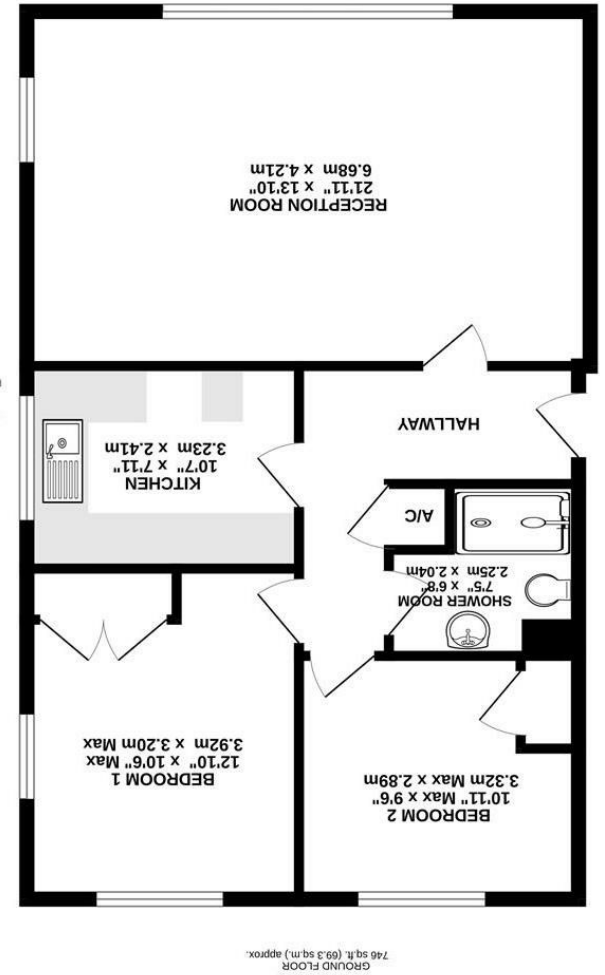 GROUND FLOOR
746 sq.ft. (69.3 sq.m.) approx.
BEDROOM 2
10'11" Max x 9'6"
3.32m Max x 2.89m
BEDROOM 1
12'10" x 10'6" Max
3.92m x 3.20m Max
SHOWER ROOM
7'5" x 6'8"
2.25m x 2.04m
A/C
KITCHEN
10'7" x 7'11"
3.23m x 2.41m
HALLWAY
RECEPTION ROOM
21'11" x 13'10"
6.68m x 4.21m